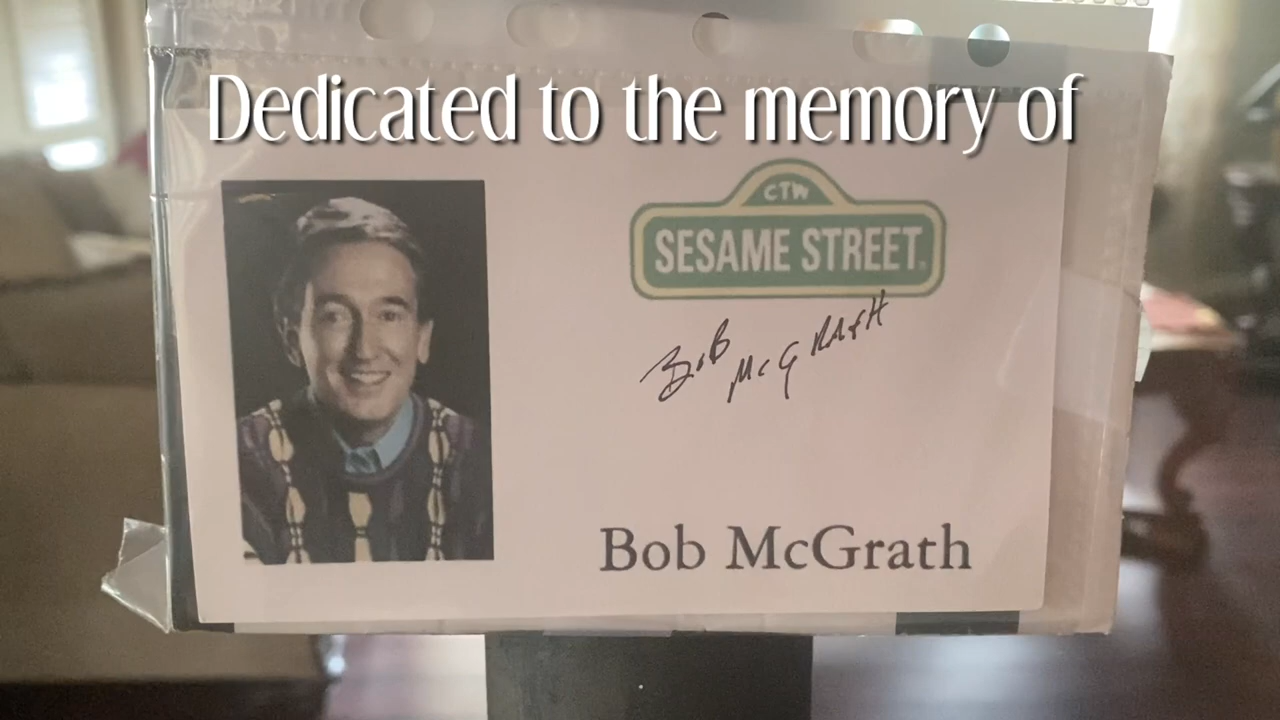 Dedicated to the memory of
CTW
SESAME STREET
Bob McGrath
Bob McGrath